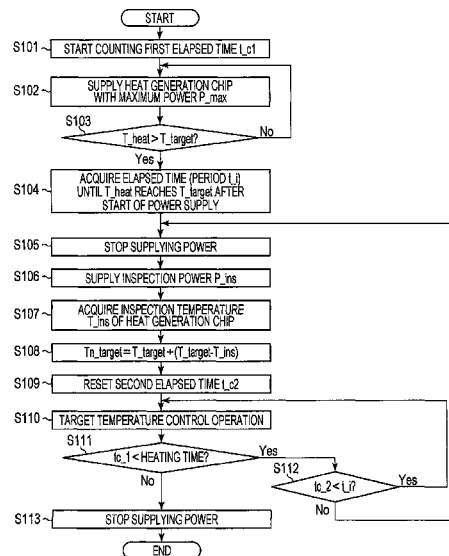 START
S101
START COUNTING FIRST ELAPSED TIME t_c1
S102
SUPPLY HEAT GENERATION CHIP
WITH MAXIMUM POWER P_max
S103
T_heat > T_target?
No
Yes
S104
ACQUIRE ELAPSED TIME (PERIOD t_i)
UNTIL T_heat REACHES T_target AFTER
START OF POWER SUPPLY
S105
STOP SUPPLYING POWER
S106
SUPPLY INSPECTION POWER P_ins
S107
ACQUIRE INSPECTION TEMPERATURE
T_ins OF HEAT GENERATION CHIP
S108
Tn_target = T_target + (T_target-T_ins)
S109
RESET SECOND ELAPSED TIME t_c2
S110
TARGET TEMPERATURE CONTROL OPERATION
S111
tc_1 < HEATING TIME?
Yes
No
S112
tc_2 < t_i?
Yes
No
S113
STOP SUPPLYING POWER
END